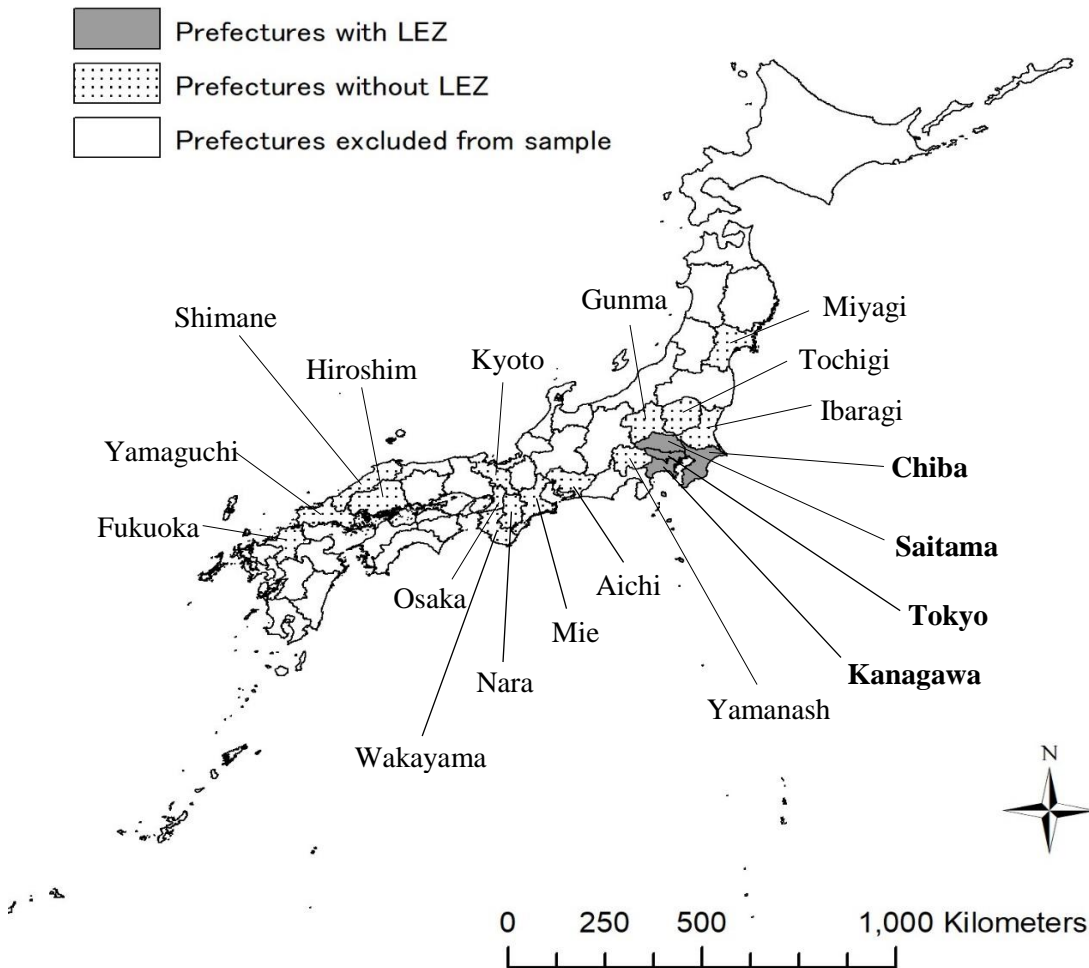 Prefectures with LEZ
Prefectures without LEZ
Prefectures excluded from sample
Gunma
Miyagi
Shimane
Kyoto
Tochigi
Hiroshim
Ibaragi
Yamaguchi
Chiba
Fukuoka
Saitama
Aichi
Osaka
Tokyo
Mie
Kanagawa
Nara
Yamanash
Wakayama
N
0 250 500 1,000 Kilometers